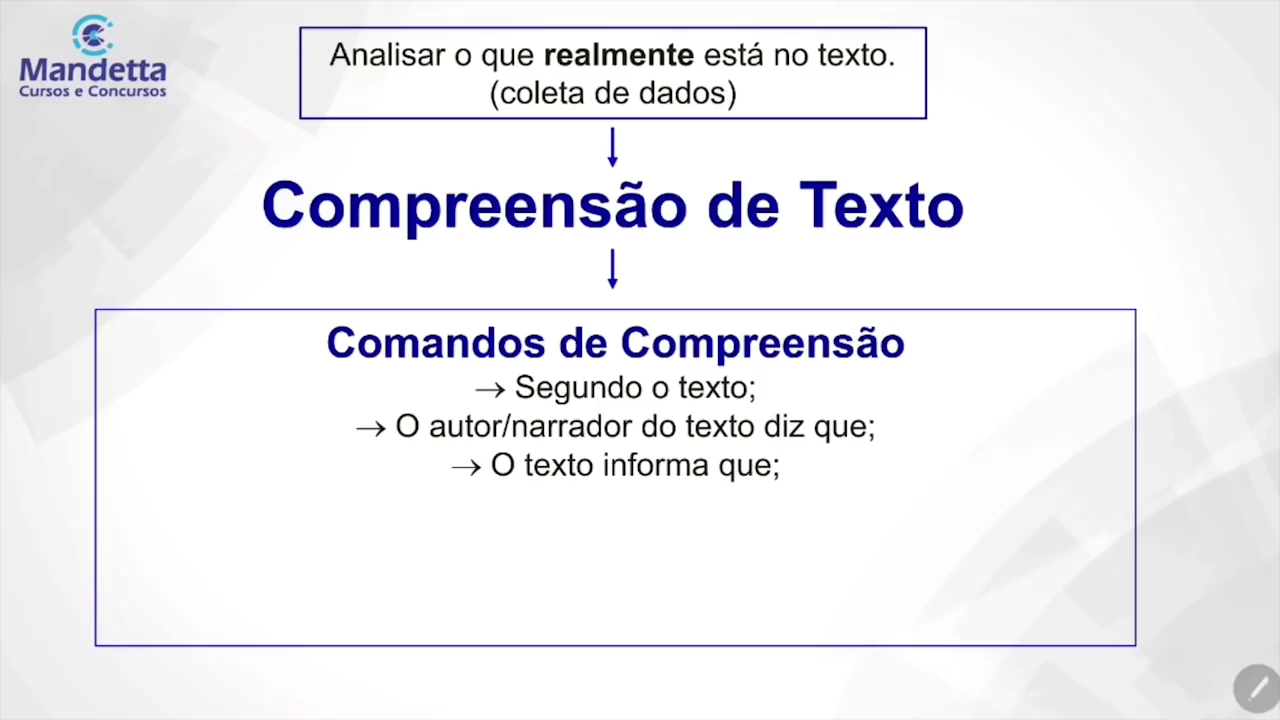 Mandetta
Cursos e Concursos
Analisar o que realmente está no texto.
(coleta de dados)
Compreensão de Texto
Comandos de Compreensão
→ Segundo o texto;
→ O autor/narrador do texto diz que;
→ O texto informa que;